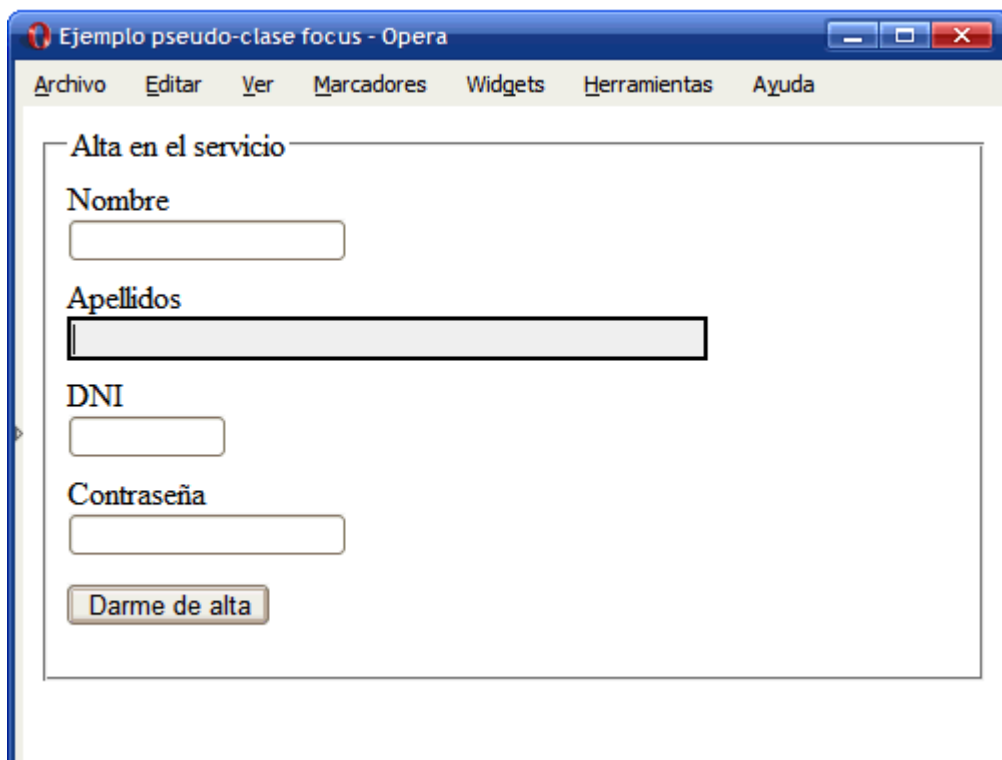 Ejemplo pseudo-clase focus - Opera
Archivo Editar Ver Marcadores Widgets Herramientas Ayuda
Alta en el servicio
Nombre
Apellidos
DNI
Contraseña
Darme de alta